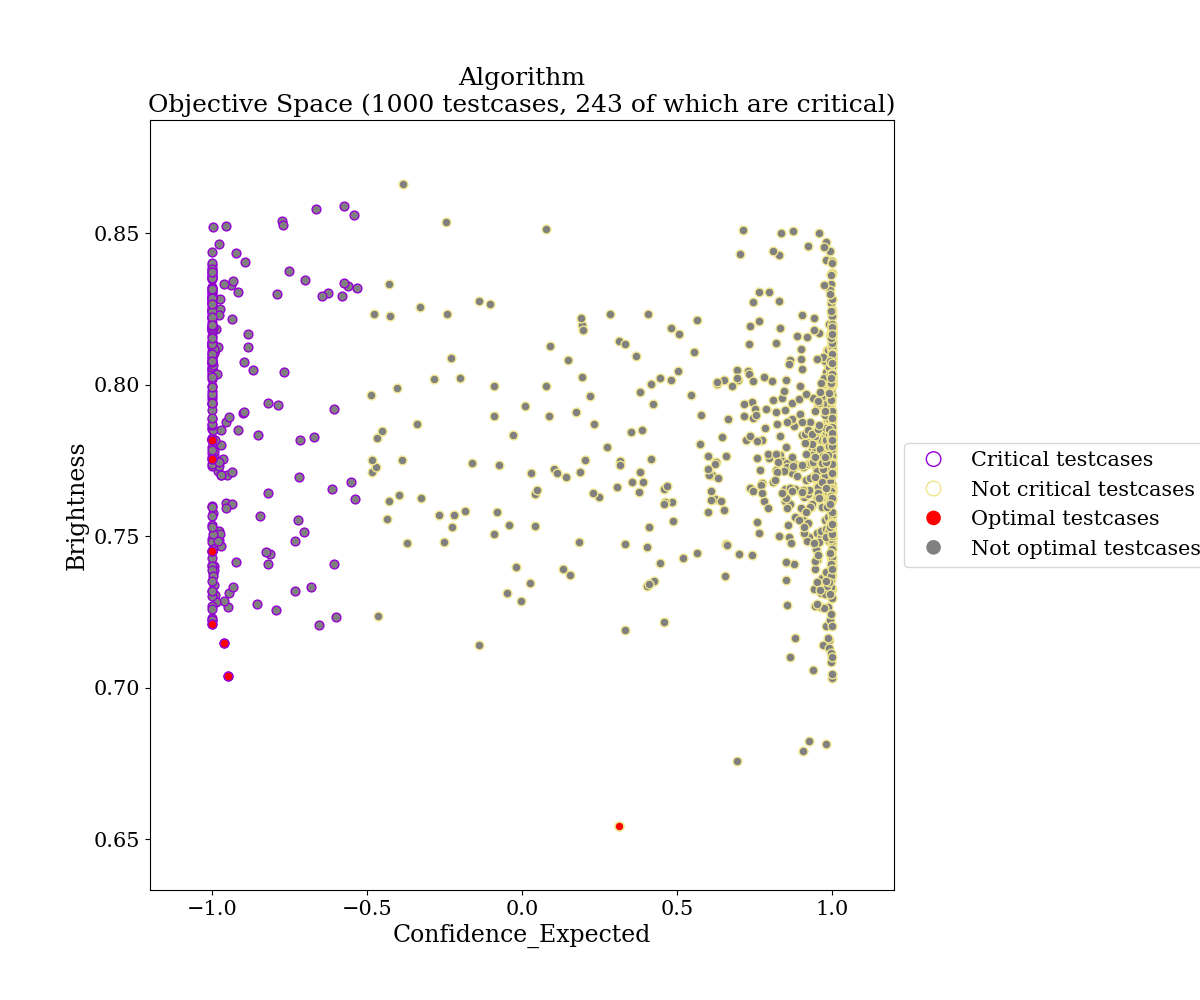 Algorithm
Objective Space (1000 testcases, 243 of which are critical)
0.85
0.80
0.75
0.70
0.65
Brightness
−1.0
−0.5
0.0
0.5
1.0
Confidence_Expected
Critical testcases
Not critical testcases
Optimal testcases
Not optimal testcases